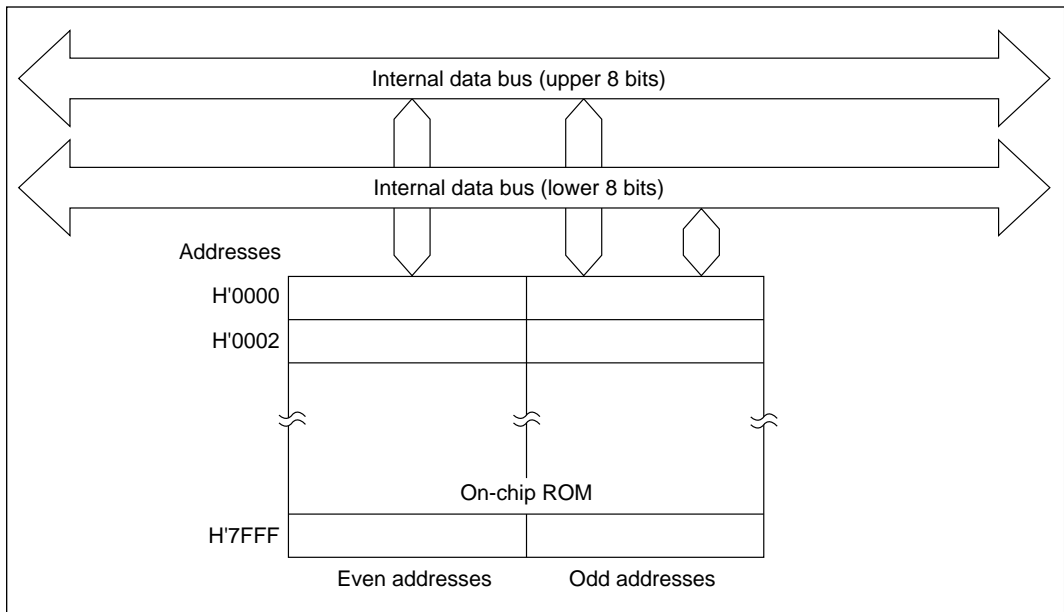 Internal data bus (upper 8 bits)
Internal data bus (lower 8 bits)
Addresses
H'0000
H'0002
On-chip ROM
H'7FFF
Even addresses
Odd addresses